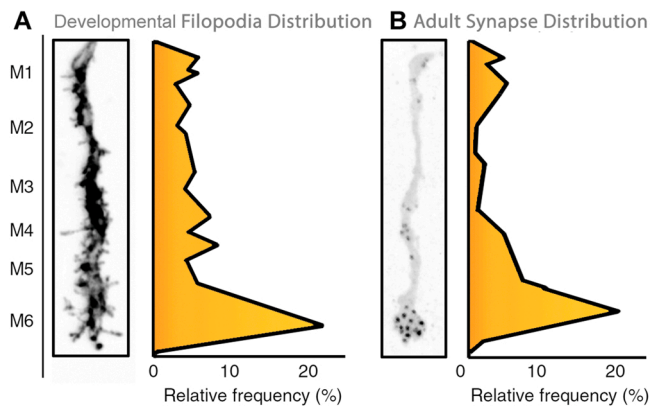 A Developmental Filopodia Distribution
B Adult Synapse Distribution
M1
M2
M3
M4
M5
M6
0 10 20
Relative frequency (%)
0 10 20
Relative frequency (%)